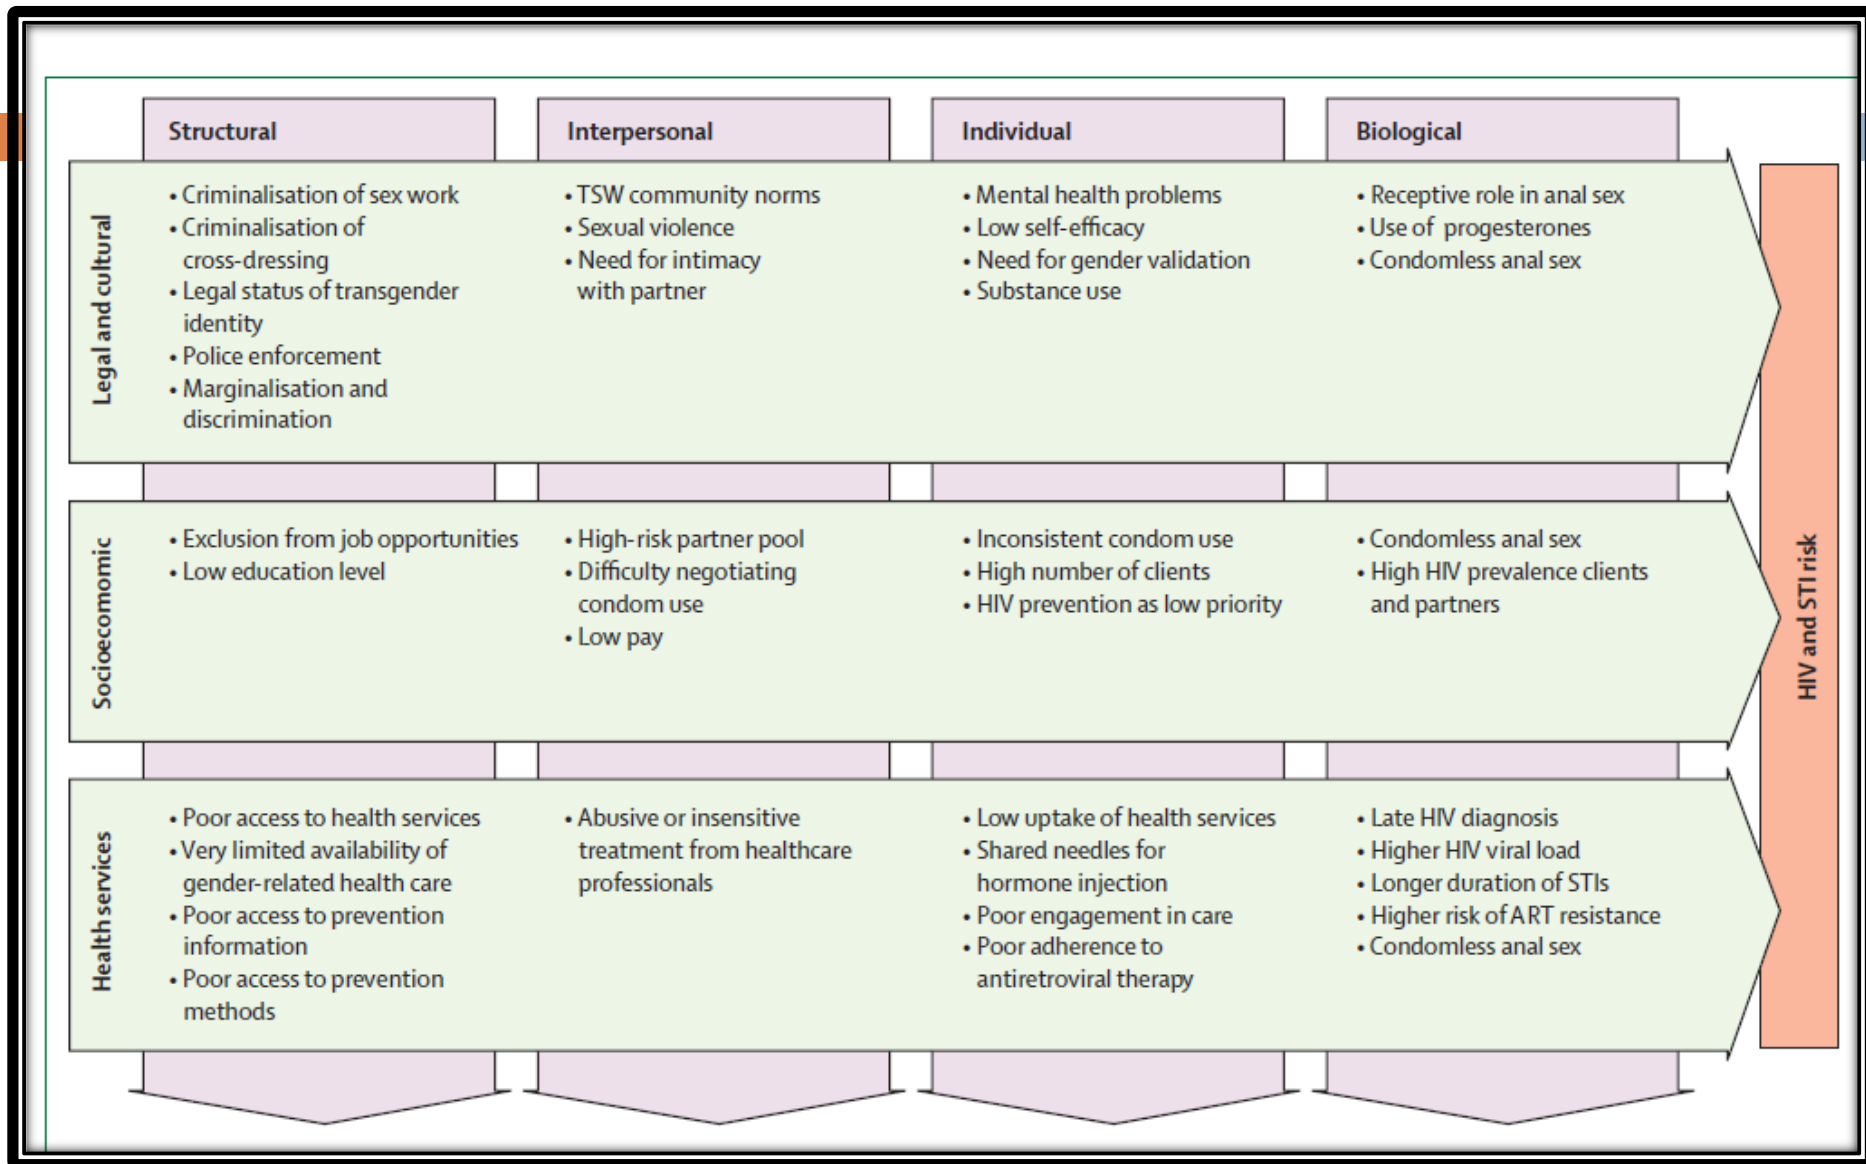 Structural
Interpersonal
Individual
Biological
Legal and cultural
• Criminalisation of sex work
• Criminalisation of
cross-dressing
• Legal status of transgender
identity
• Police enforcement
• Marginalisation and
discrimination
• TSW community norms
• Sexual violence
• Need for intimacy
with partner
• Mental health problems
• Low self-efficacy
• Need for gender validation
• Substance use
• Receptive role in anal sex
• Use of progesterones
• Condomless anal sex
Socioecomomic
• Exclusion from job opportunities
• Low education level
• High-risk partner pool
• Difficulty negotiating
condom use
• Low pay
• Inconsistent condom use
• High number of clients
• HIV prevention as low priority
• Condomless anal sex
• High HIV prevalence clients
and partners
Health services
• Poor access to health services
• Very limited availability of
gender-related health care
• Poor access to prevention
information
• Poor access to prevention
methods
• Abusive or insensitive
treatment from healthcare
professionals
• Low uptake of health services
• Shared needles for
hormone injection
• Poor engagement in care
• Poor adherence to
antiretroviral therapy
• Late HIV diagnosis
• Higher HIV viral load
• Longer duration of STIs
• Higher risk of ART resistance
• Condomless anal sex
HIV and STI risk